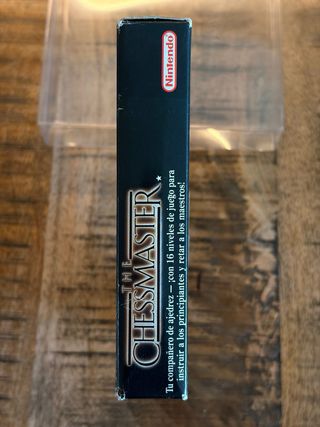 THE
CHESSMASTER
Tu compañero de ajedrez — ¡con 16 niveles de juego para
instruir a los principiantes y retar a los maestros!
Nintendo